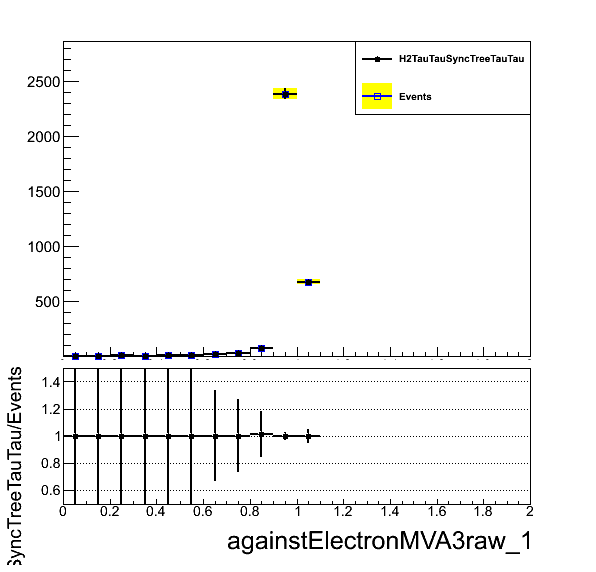 H2TauTauSyncTreeTauTau
Events
2500
2000
1500
1000
500
1.4
1.2
1
0.8
0.6
SyncTreeTauTau/Events
0 0.2 0.4 0.6 0.8 1 1.2 1.4 1.6 1.8 2
againstElectronMVA3raw_1